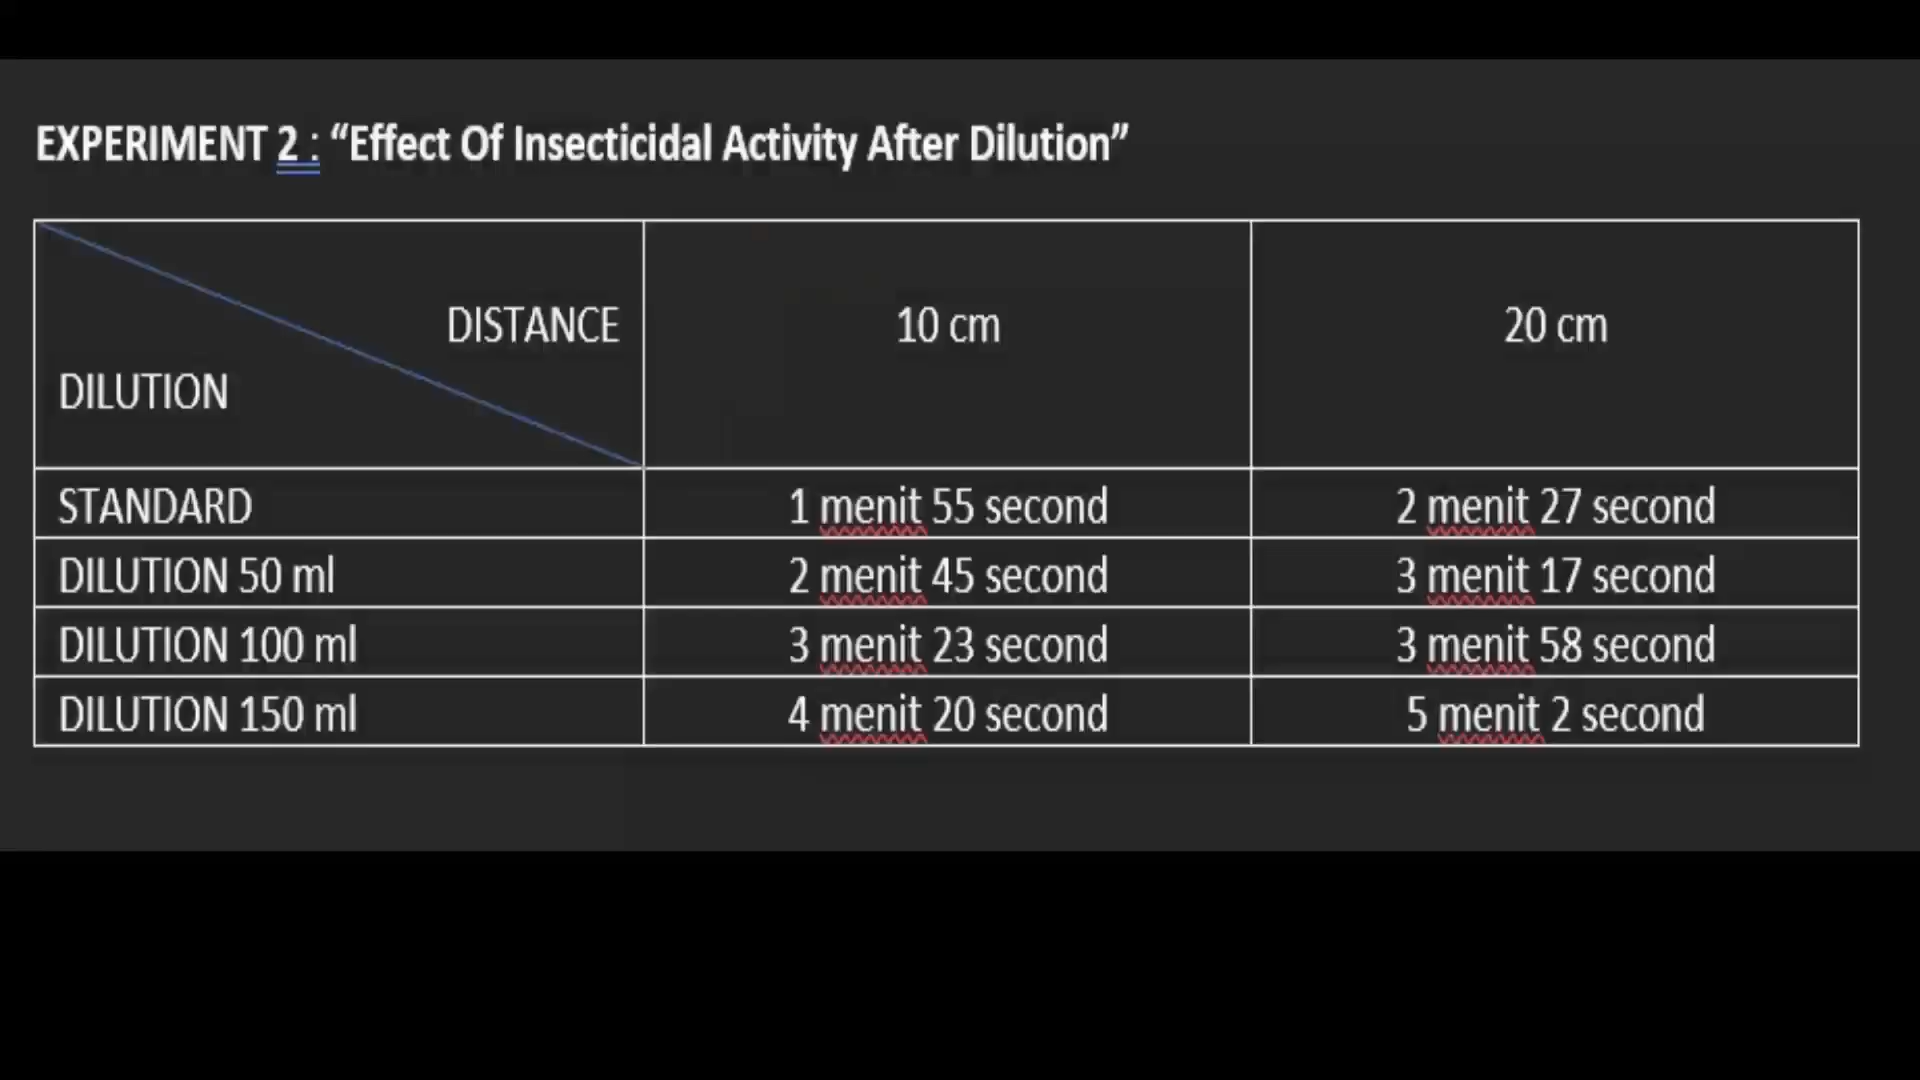 EXPERIMENT 2 : “Effect Of Insecticidal Activity After Dilution”
DISTANCE 10 cm 20 cm
DILUTION
STANDARD 1 menit 55 second 2 menit 27 second
DILUTION 50 ml 2 menit 45 second 3 menit 17 second
DILUTION 100 ml 3 menit 23 second 3 menit 58 second
DILUTION 150 ml 4 menit 20 second 5 menit 2 second